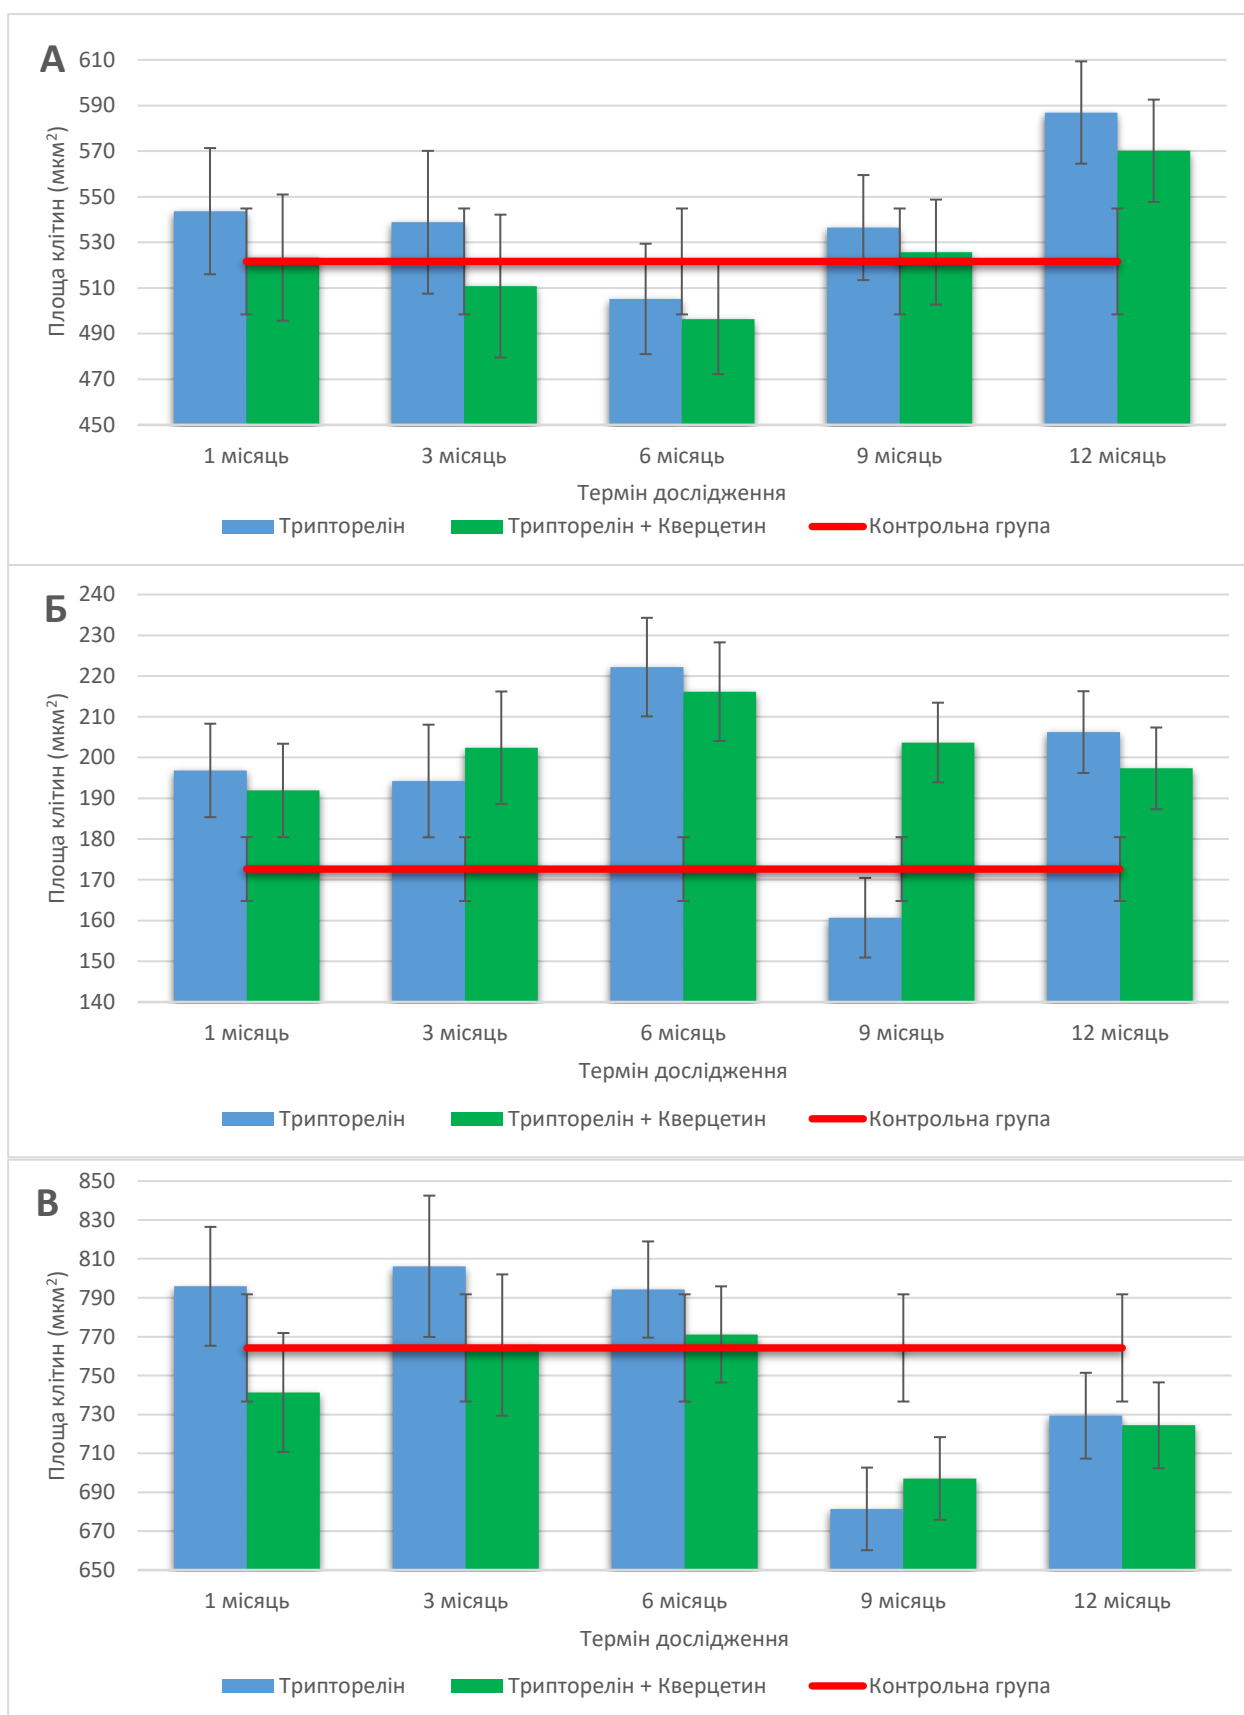 А
610
590
570
550
530
510
490
470
450
Площа клітин (мкм²)
1 місяць 3 місяць 6 місяць 9 місяць 12 місяць
Термін дослідження
Трипторелін Трипторелін + Кверцетин Контрольна група
Б
240
230
220
210
200
190
180
170
160
150
140
Площа клітин (мкм²)
1 місяць 3 місяць 6 місяць 9 місяць 12 місяць
Термін дослідження
Трипторелін Трипторелін + Кверцетин Контрольна група
В
850
830
810
790
770
750
730
710
690
670
650
Площа клітин (мкм²)
1 місяць 3 місяць 6 місяць 9 місяць 12 місяць
Термін дослідження
Трипторелін Трипторелін + Кверцетин Контрольна група